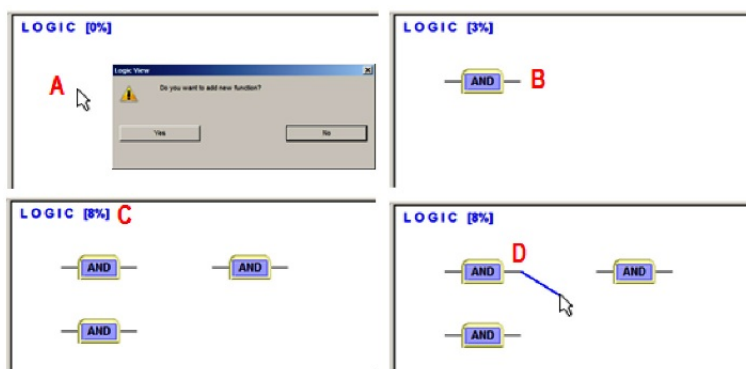 LOGIC [0%]
A
Logic View
Do you want to add new function?
Yes No
LOGIC [3%]
AND B
LOGIC [8%] C
AND AND
AND
LOGIC [8%]
D
AND AND
AND